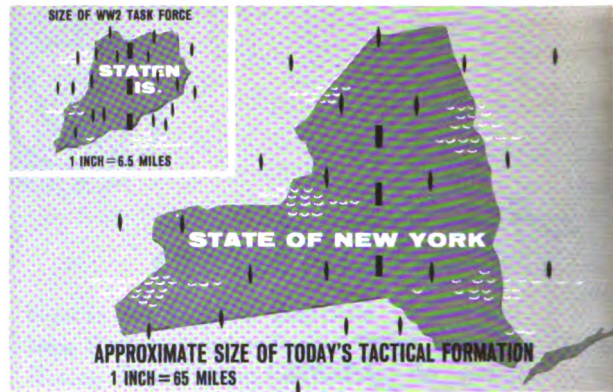 SIZE OF WW2 TASK FORCE
STATEN
IS.
1 INCH=6.5 MILES
STATE OF NEW YORK
APPROXIMATE SIZE OF TODAY'S TACTICAL FORMATION
1 INCH=65 MILES